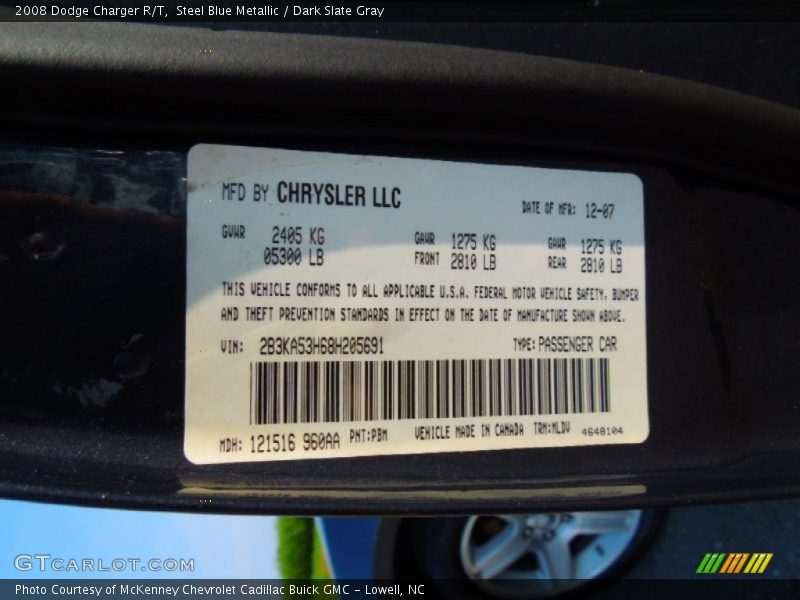 2008 Dodge Charger R/T, Steel Blue Metallic / Dark Slate Gray
MFD BY CHRYSLER LLC
DATE OF MFR: 12-07
GVWR 2405 KG GAWR 1275 KG GAWR 1275 KG
05300 LB FRONT 2810 LB REAR 2810 LB
THIS VEHICLE CONFORMS TO ALL APPLICABLE U.S.A. FEDERAL MOTOR VEHICLE SAFETY, BUMPER
AND THEFT PREVENTION STANDARDS IN EFFECT ON THE DATE OF MANUFACTURE SHOWN ABOVE.
VIN: 2B3KA53H68H205691 TYPE: PASSENGER CAR
MDH: 121516 960AA PNT:PBM VEHICLE MADE IN CANADA TRM:MLDV 4648104
GTCARLOT.COM
Photo Courtesy of McKenney Chevrolet Cadillac Buick GMC - Lowell, NC